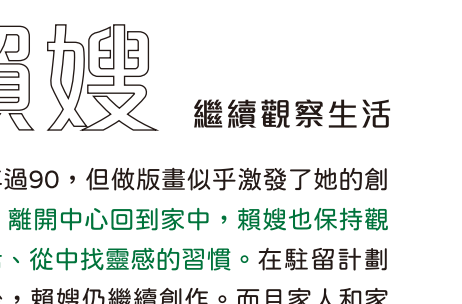 賴嫂 繼續觀察生活
過90，但做版畫似乎激發了她的創
離開中心回到家中，賴嫂也保持觀
、從中找靈感的習慣。在駐留計劃
，賴嫂仍繼續創作。而且家人和家